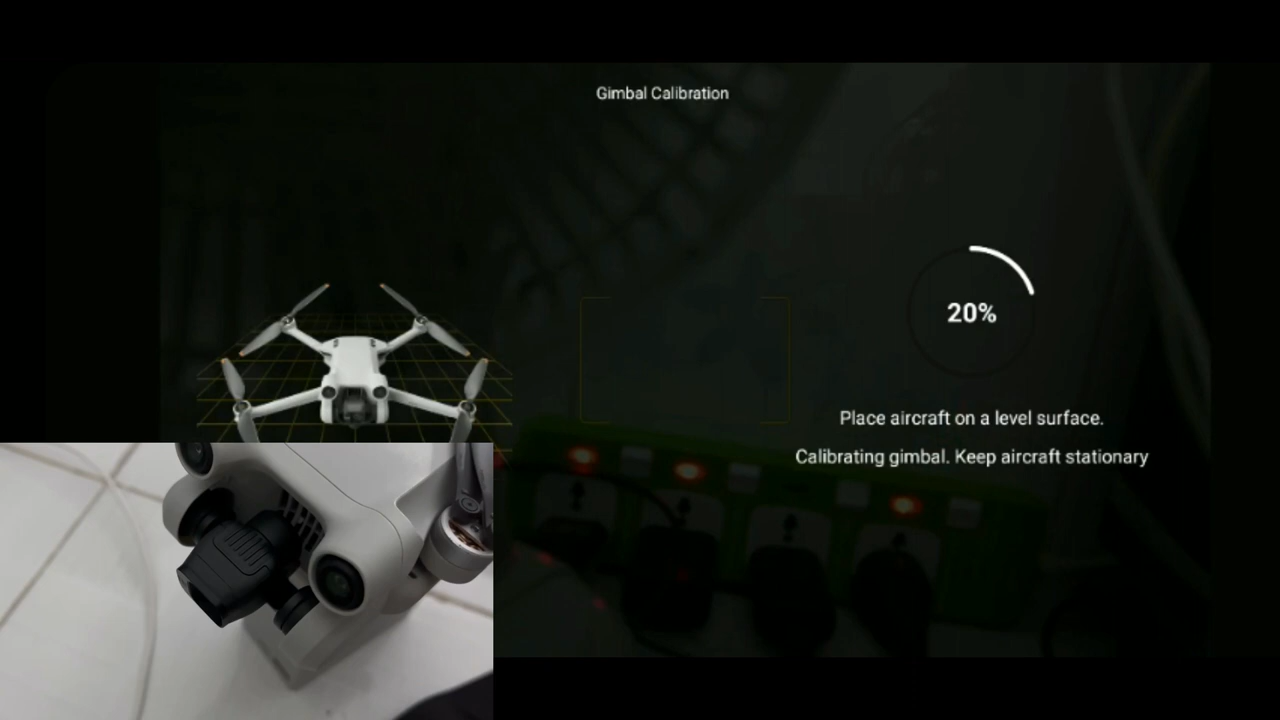 Gimbal Calibration
20%
Place aircraft on a level surface.
Calibrating gimbal. Keep aircraft stationary